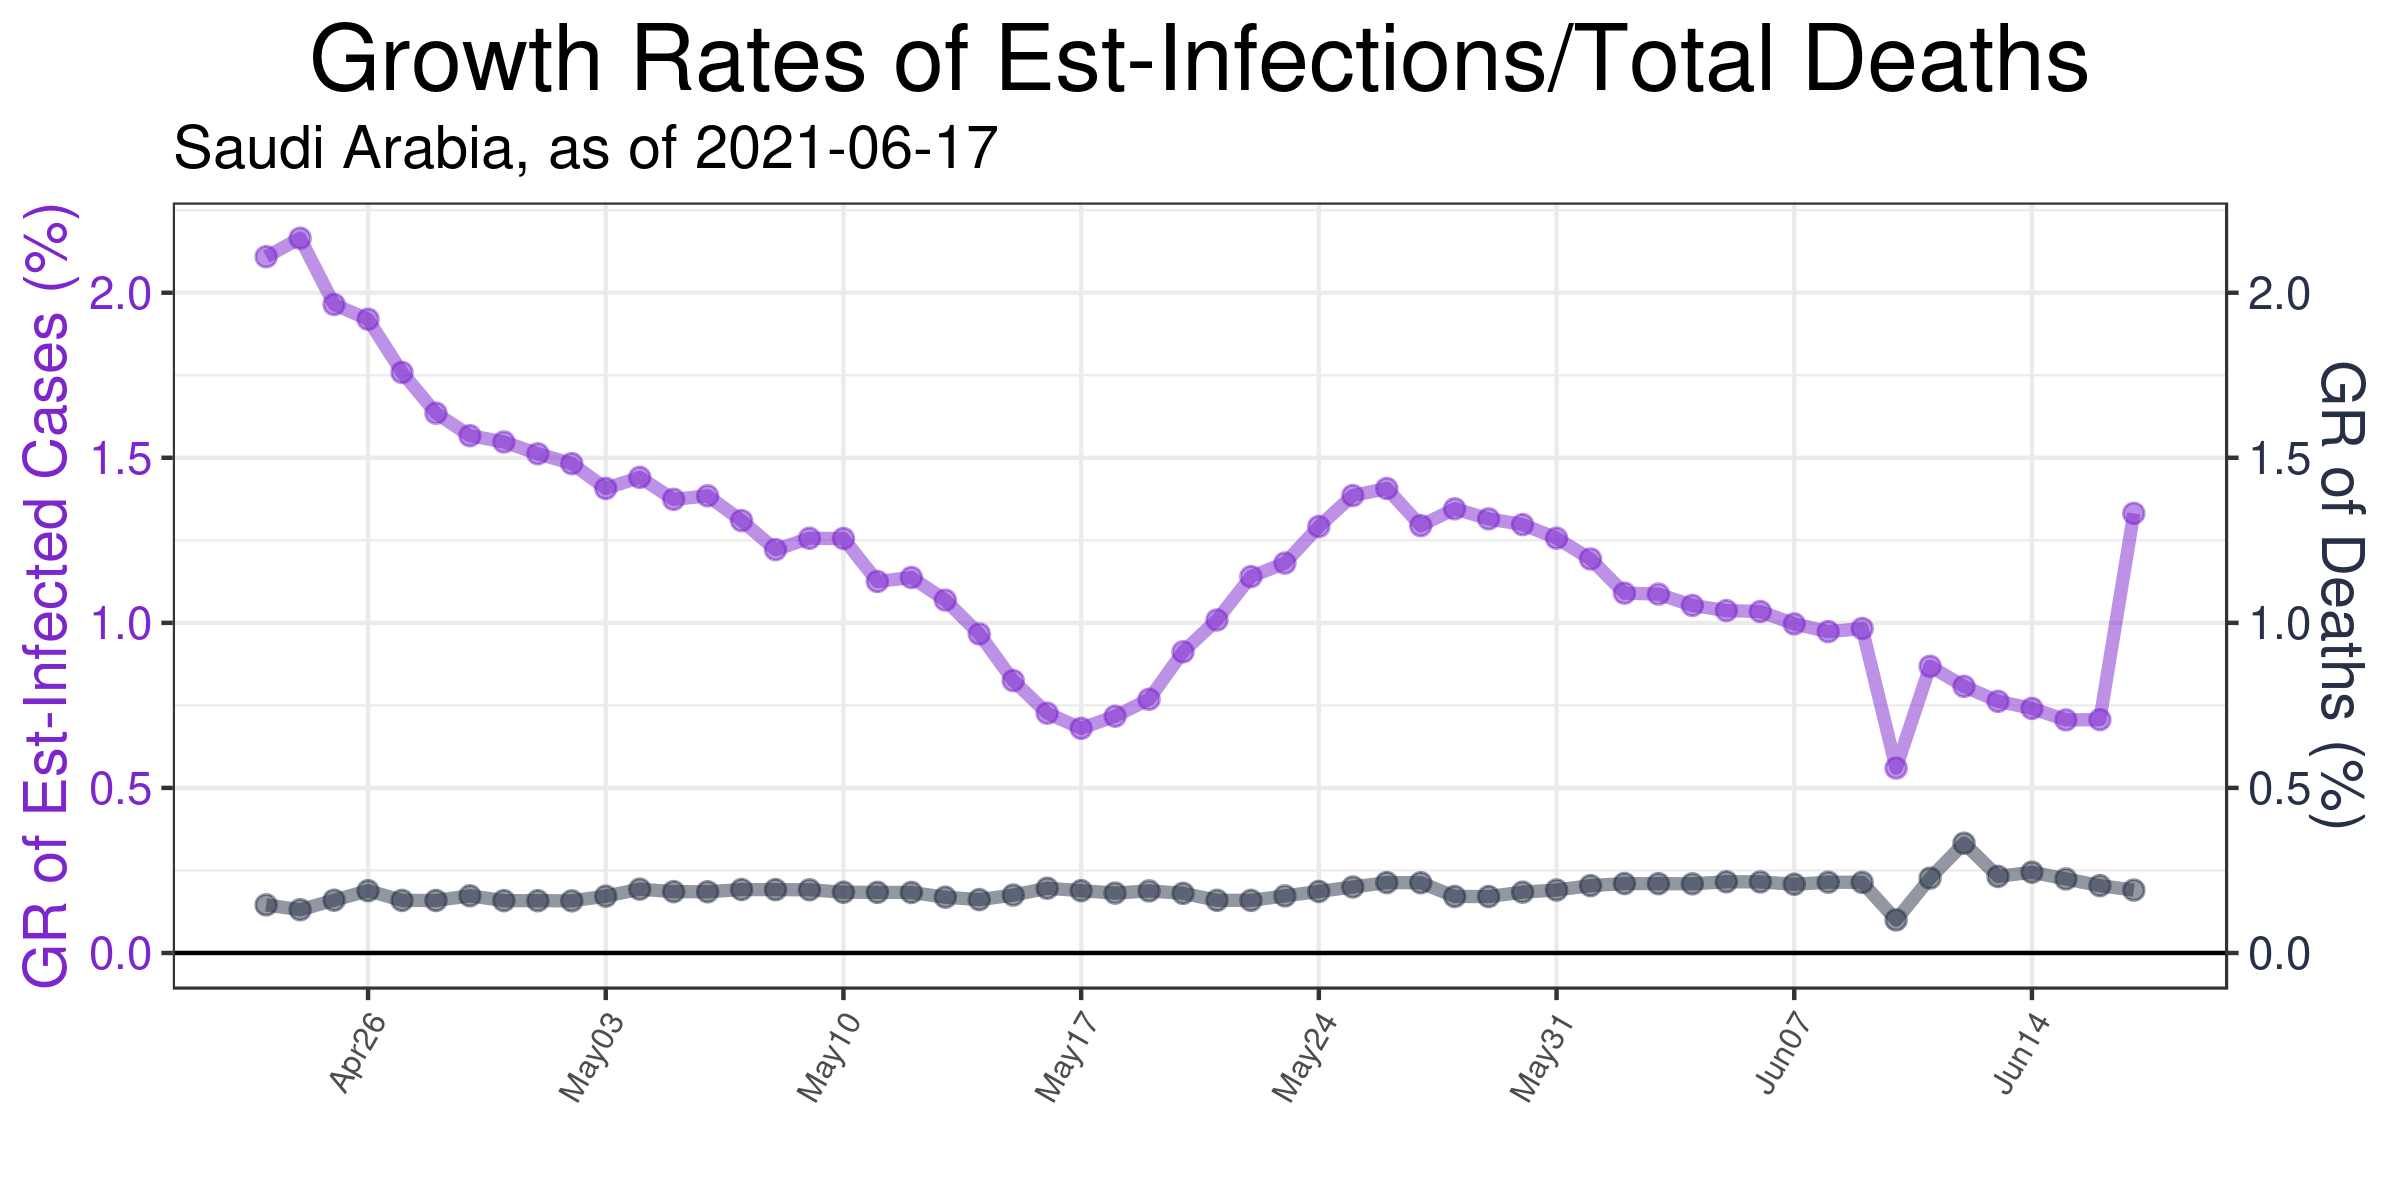 Growth Rates of Est-Infections/Total Deaths
Saudi Arabia, as of 2021-06-17
GR of Est-Infected Cases (%)
2.0
1.5
1.0
0.5
0.0
2.0
1.5
1.0
0.5
0.0
GR of Deaths (%)
Apr26
May03
May10
May17
May24
May31
Jun07
Jun14